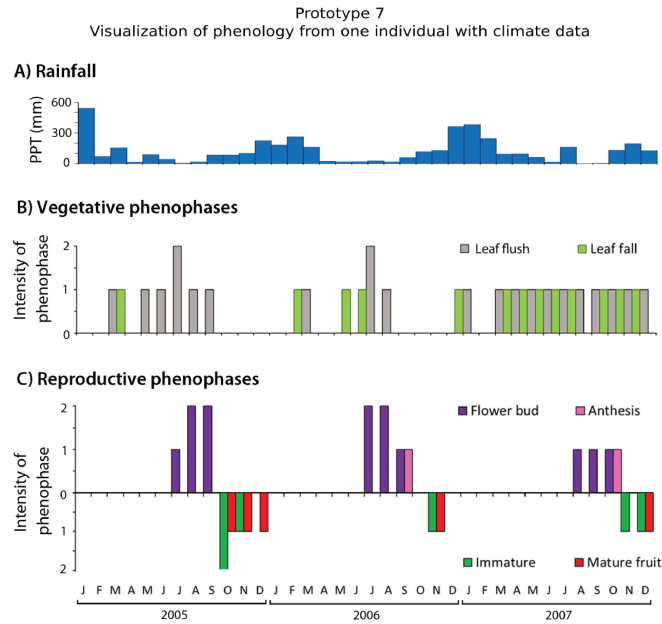 Prototype 7
Visualization of phenology from one individual with climate data
A) Rainfall
PPT (mm)
600
300
0
B) Vegetative phenophases
Intensity of
phenophase
2
1
0
Leaf flush
Leaf fall
C) Reproductive phenophases
Intensity of
phenophase
2
1
0
1
2
Flower bud
Anthesis
Immature
Mature fruit
J F M A M J J A S O N D J F M A M J J A S O N D J F M A M J J A S O N D
2005 2006 2007